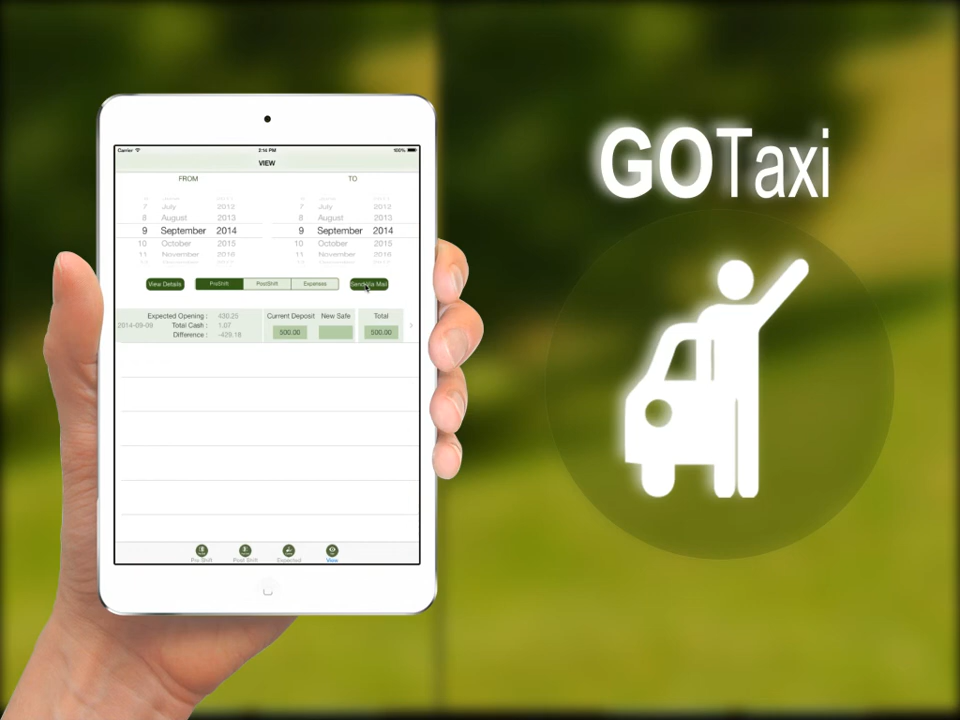 GOTaxi
Carrier 2:14 PM 100%
VIEW
FROM TO
7 July 2012 7 July 2012
8 August 2013 8 August 2013
9 September 2014 9 September 2014
10 October 2015 10 October 2015
11 November 2016 11 November 2016
View Details PreShift PostShift Expenses Send Via Mail
Expected Opening : 430.25 Current Deposit New Safe Total
2014-09-09 Total Cash : 1.07 500.00 500.00
Difference : -429.18
Pre Shift Post Shift Expected View